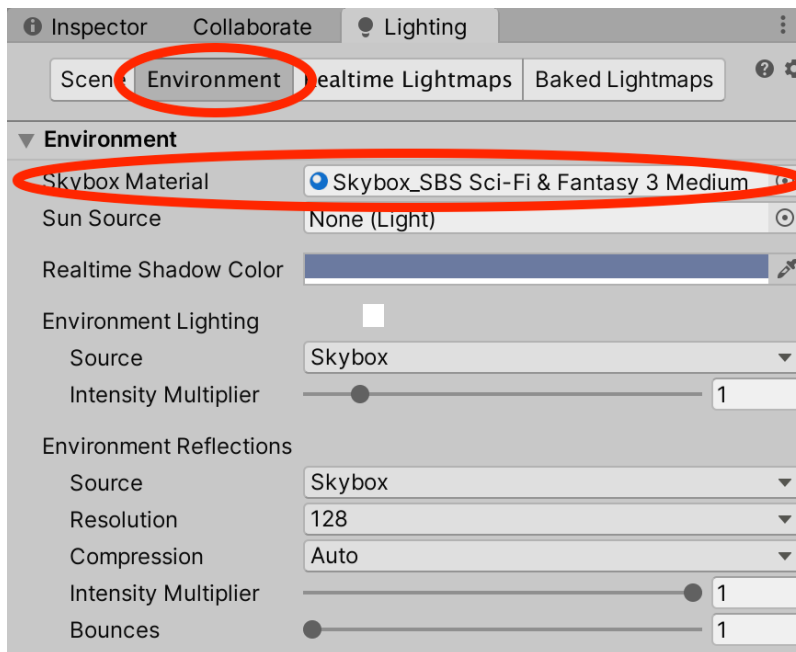 Inspector Collaborate Lighting
Scene Environment Realtime Lightmaps Baked Lightmaps
Environment
Skybox Material Skybox_SBS Sci-Fi & Fantasy 3 Medium
Sun Source None (Light)
Realtime Shadow Color
Environment Lighting
Source Skybox
Intensity Multiplier 1
Environment Reflections
Source Skybox
Resolution 128
Compression Auto
Intensity Multiplier 1
Bounces 1